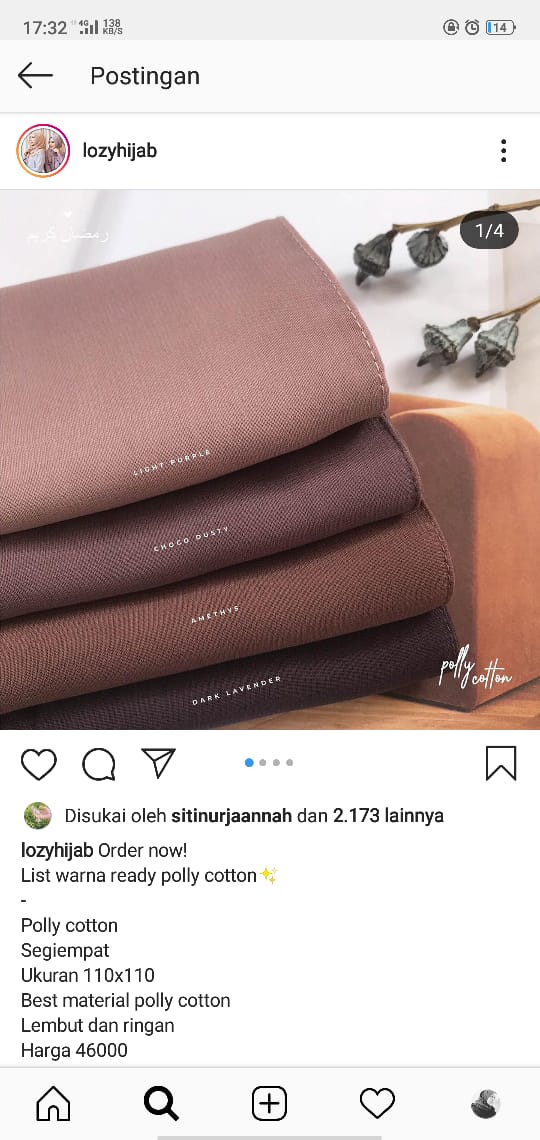 17:32 4G 138 KB/S 14
Postingan
lozyhijab
رمضان كريم
1/4
LIGHT PURPLE
CHOCO DUSTY
AMETHYS
DARK LAVENDER
polly
cotton
Disukai oleh sitinurjaannah dan 2.173 lainnya
lozyhijab Order now!
List warna ready polly cotton✨
-
Polly cotton
Segiempat
Ukuran 110x110
Best material polly cotton
Lembut dan ringan
Harga 46000